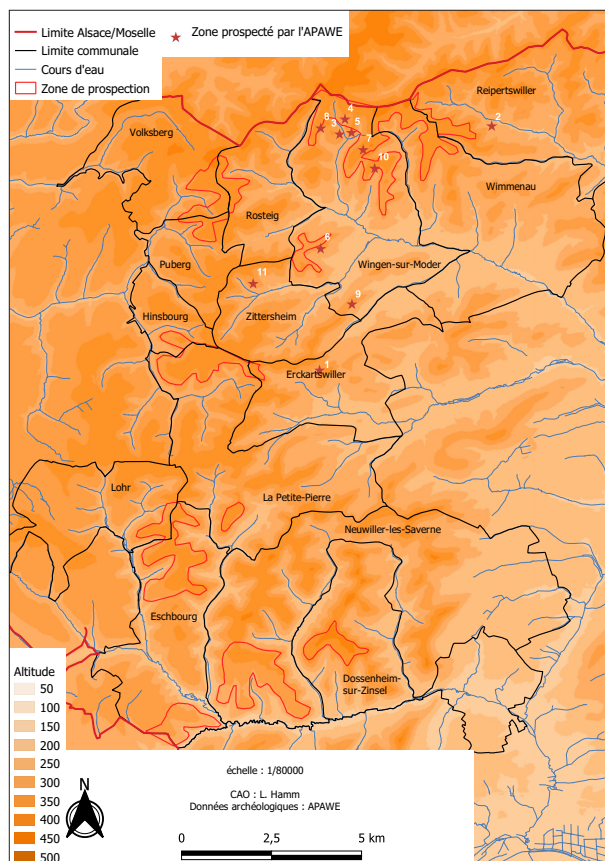 Limite Alsace/Moselle
Zone prospecté par l'APAWE
Limite communale
Cours d'eau
Zone de prospection
Reipertswiller
4
2
8
3
5
Volksberg
7
10
Wimmenau
Rosteig
6
Wingen-sur-Moder
Puberg
11
9
Hinsbourg
Zittersheim
1
Erckartswiller
Lohr
La Petite-Pierre
Neuwiller-les-Saverne
Eschbourg
Dossenheim-
sur-Zinsel
Altitude
50
100
150
200
250
300
350
400
450
500
N
échelle : 1/80000
CAO : L. Hamm
Données archéologiques : APAWE
0 2,5 5 km